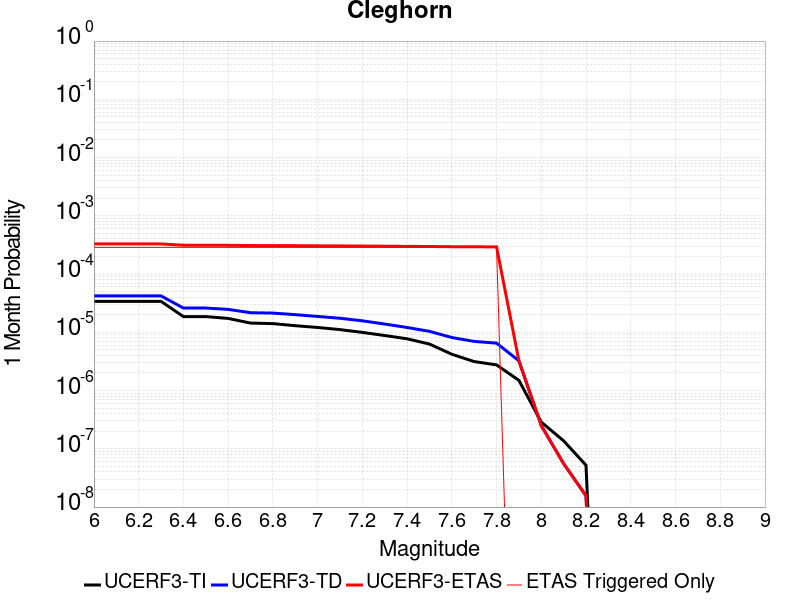 Cleghorn
10^0
10^-1
10^-2
10^-3
10^-4
10^-5
10^-6
10^-7
10^-8
1 Month Probability
6 6.2 6.4 6.6 6.8 7 7.2 7.4 7.6 7.8 8 8.2 8.4 8.6 8.8 9
Magnitude
UCERF3-TI UCERF3-TD UCERF3-ETAS ETAS Triggered Only